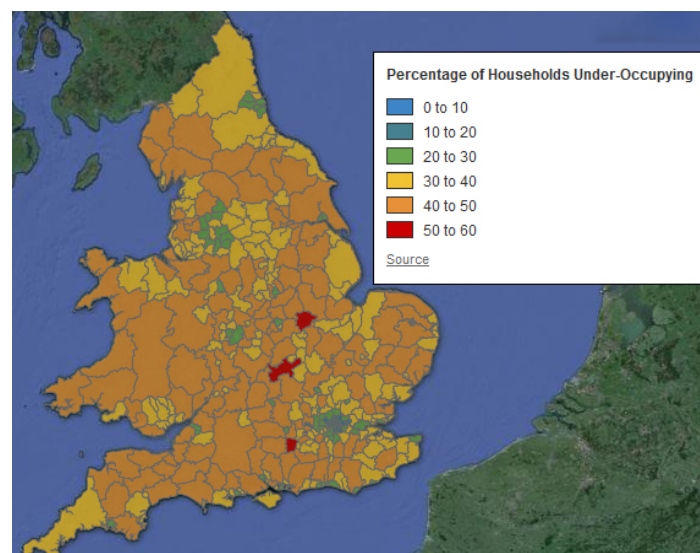 Percentage of Households Under-Occupying
0 to 10
10 to 20
20 to 30
30 to 40
40 to 50
50 to 60
Source